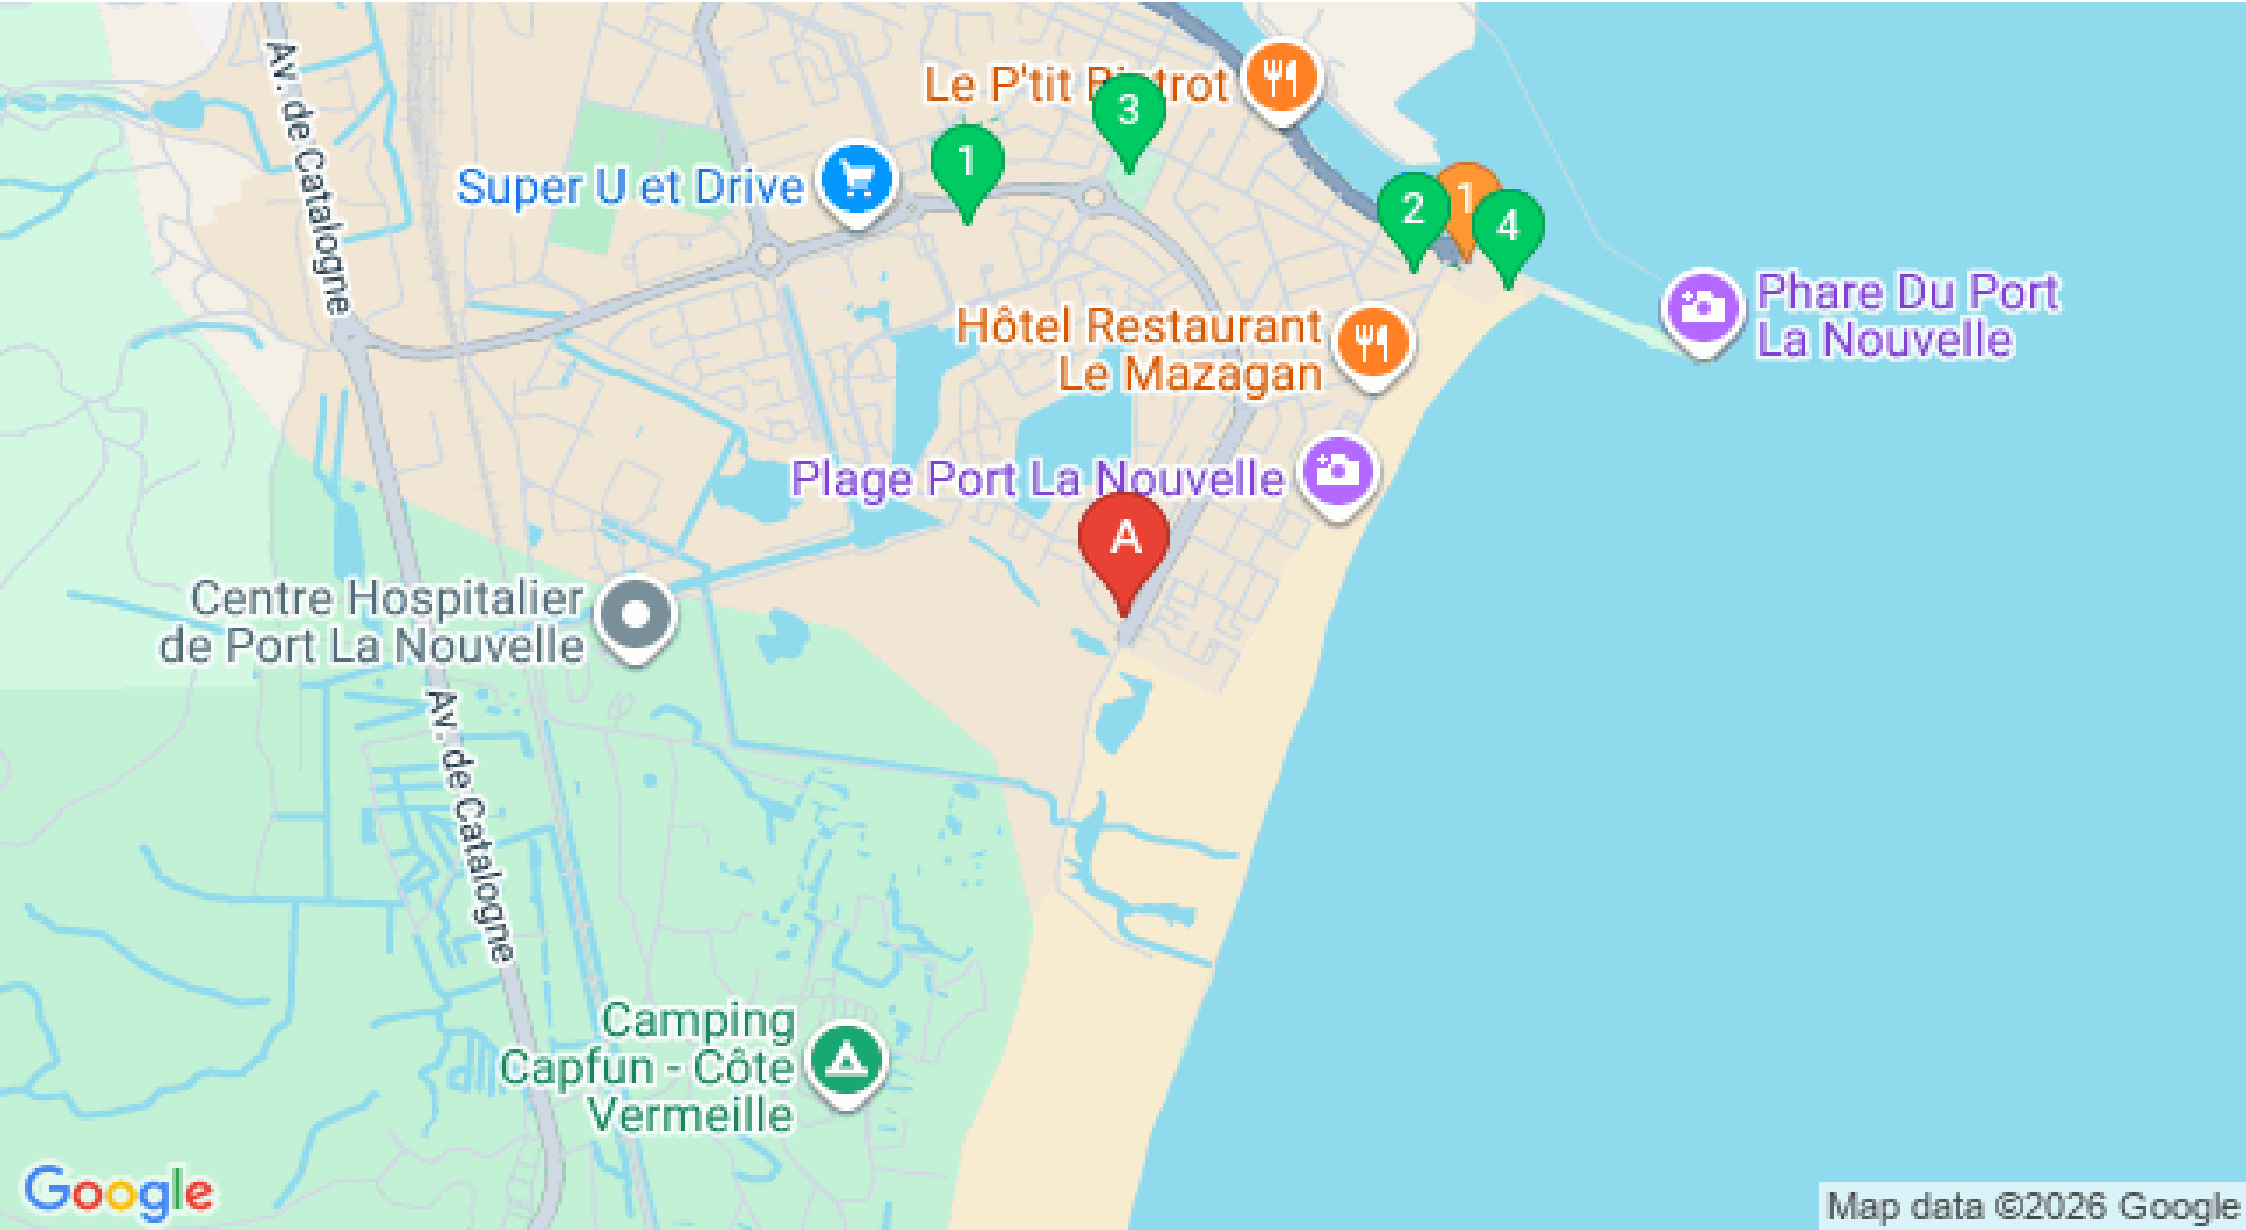 Av. de Catalogne
Le P'tit Bistrot
3
1
Super U et Drive
2
1
4
Phare Du Port
La Nouvelle
Hôtel Restaurant
Le Mazagan
Plage Port La Nouvelle
A
Centre Hospitalier
de Port La Nouvelle
Av. de Catalogne
Camping
Capfun - Côte
Vermeille
Google
Map data ©2026 Google